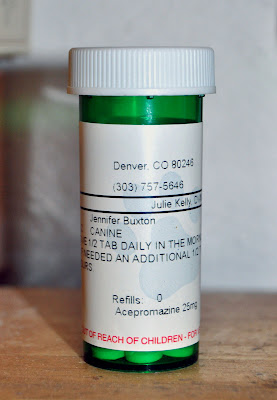 Denver, CO 80246
(303) 757-5646
Julie Kelly, D
Jennifer Buxton
CANINE
1/2 TAB DAILY IN THE MORN
NEEDED AN ADDITIONAL 1/2
Refills: 0
Acepromazine 25mg
OF REACH OF CHILDREN - FOR